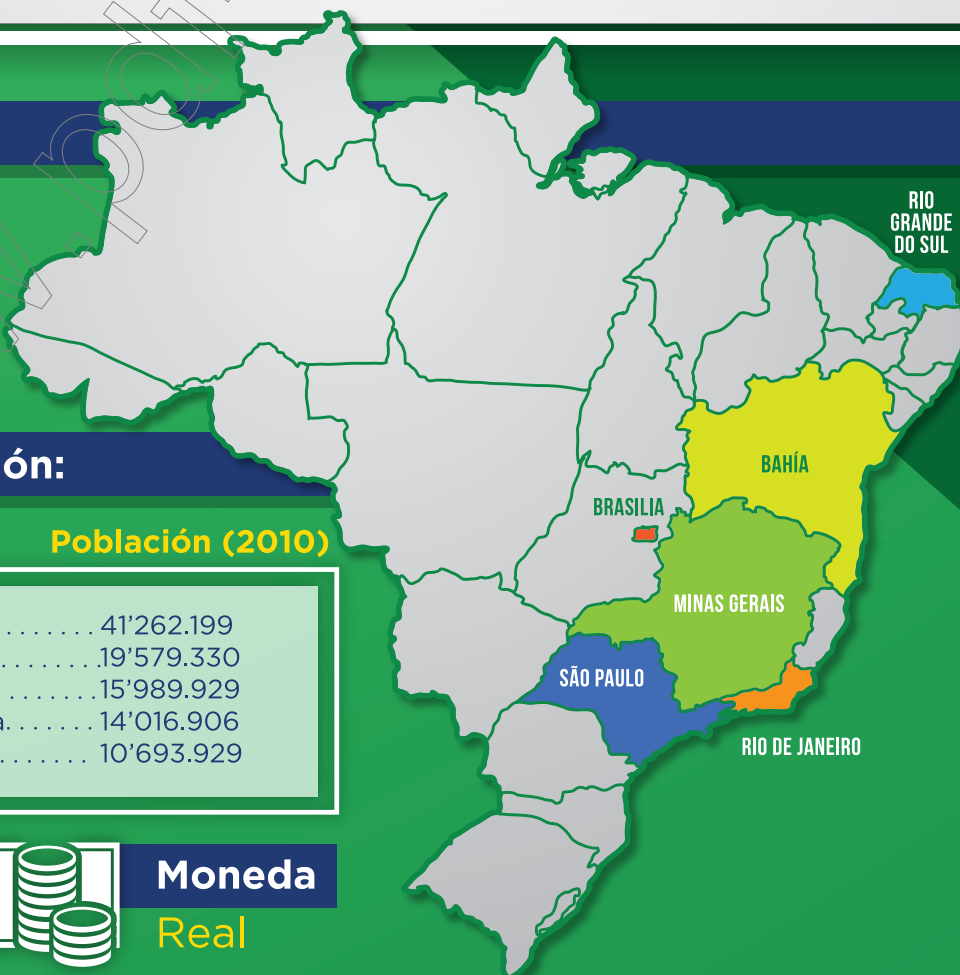 RIO
GRANDE
DO SUL
BAHÍA
BRASILIA
MINAS GERAIS
SÃO PAULO
RIO DE JANEIRO
ón:
Población (2010)
....... 41'262.199
........19'579.330
.......15'989.929
a....... 14'016.906
....... 10'693.929
Moneda
Real